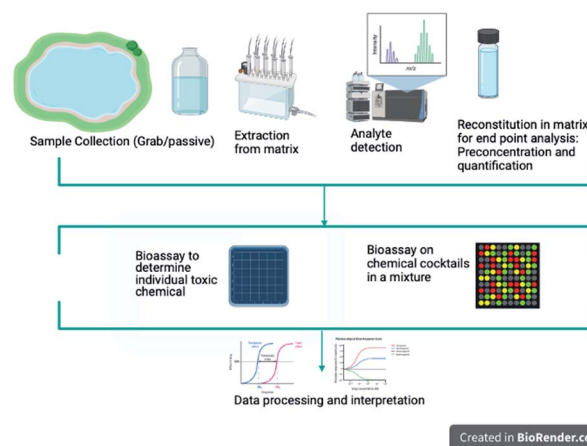 Intensity
m/z
Sample Collection (Grab/passive)
Extraction
from matrix
Analyte
detection
Reconstitution in matrix
for end point analysis:
Preconcentration and
quantification
Bioassay to
determine
individual toxic
chemical
Bioassay on
chemical cocktails
in a mixture
Data processing and interpretation
Created in BioRender.co